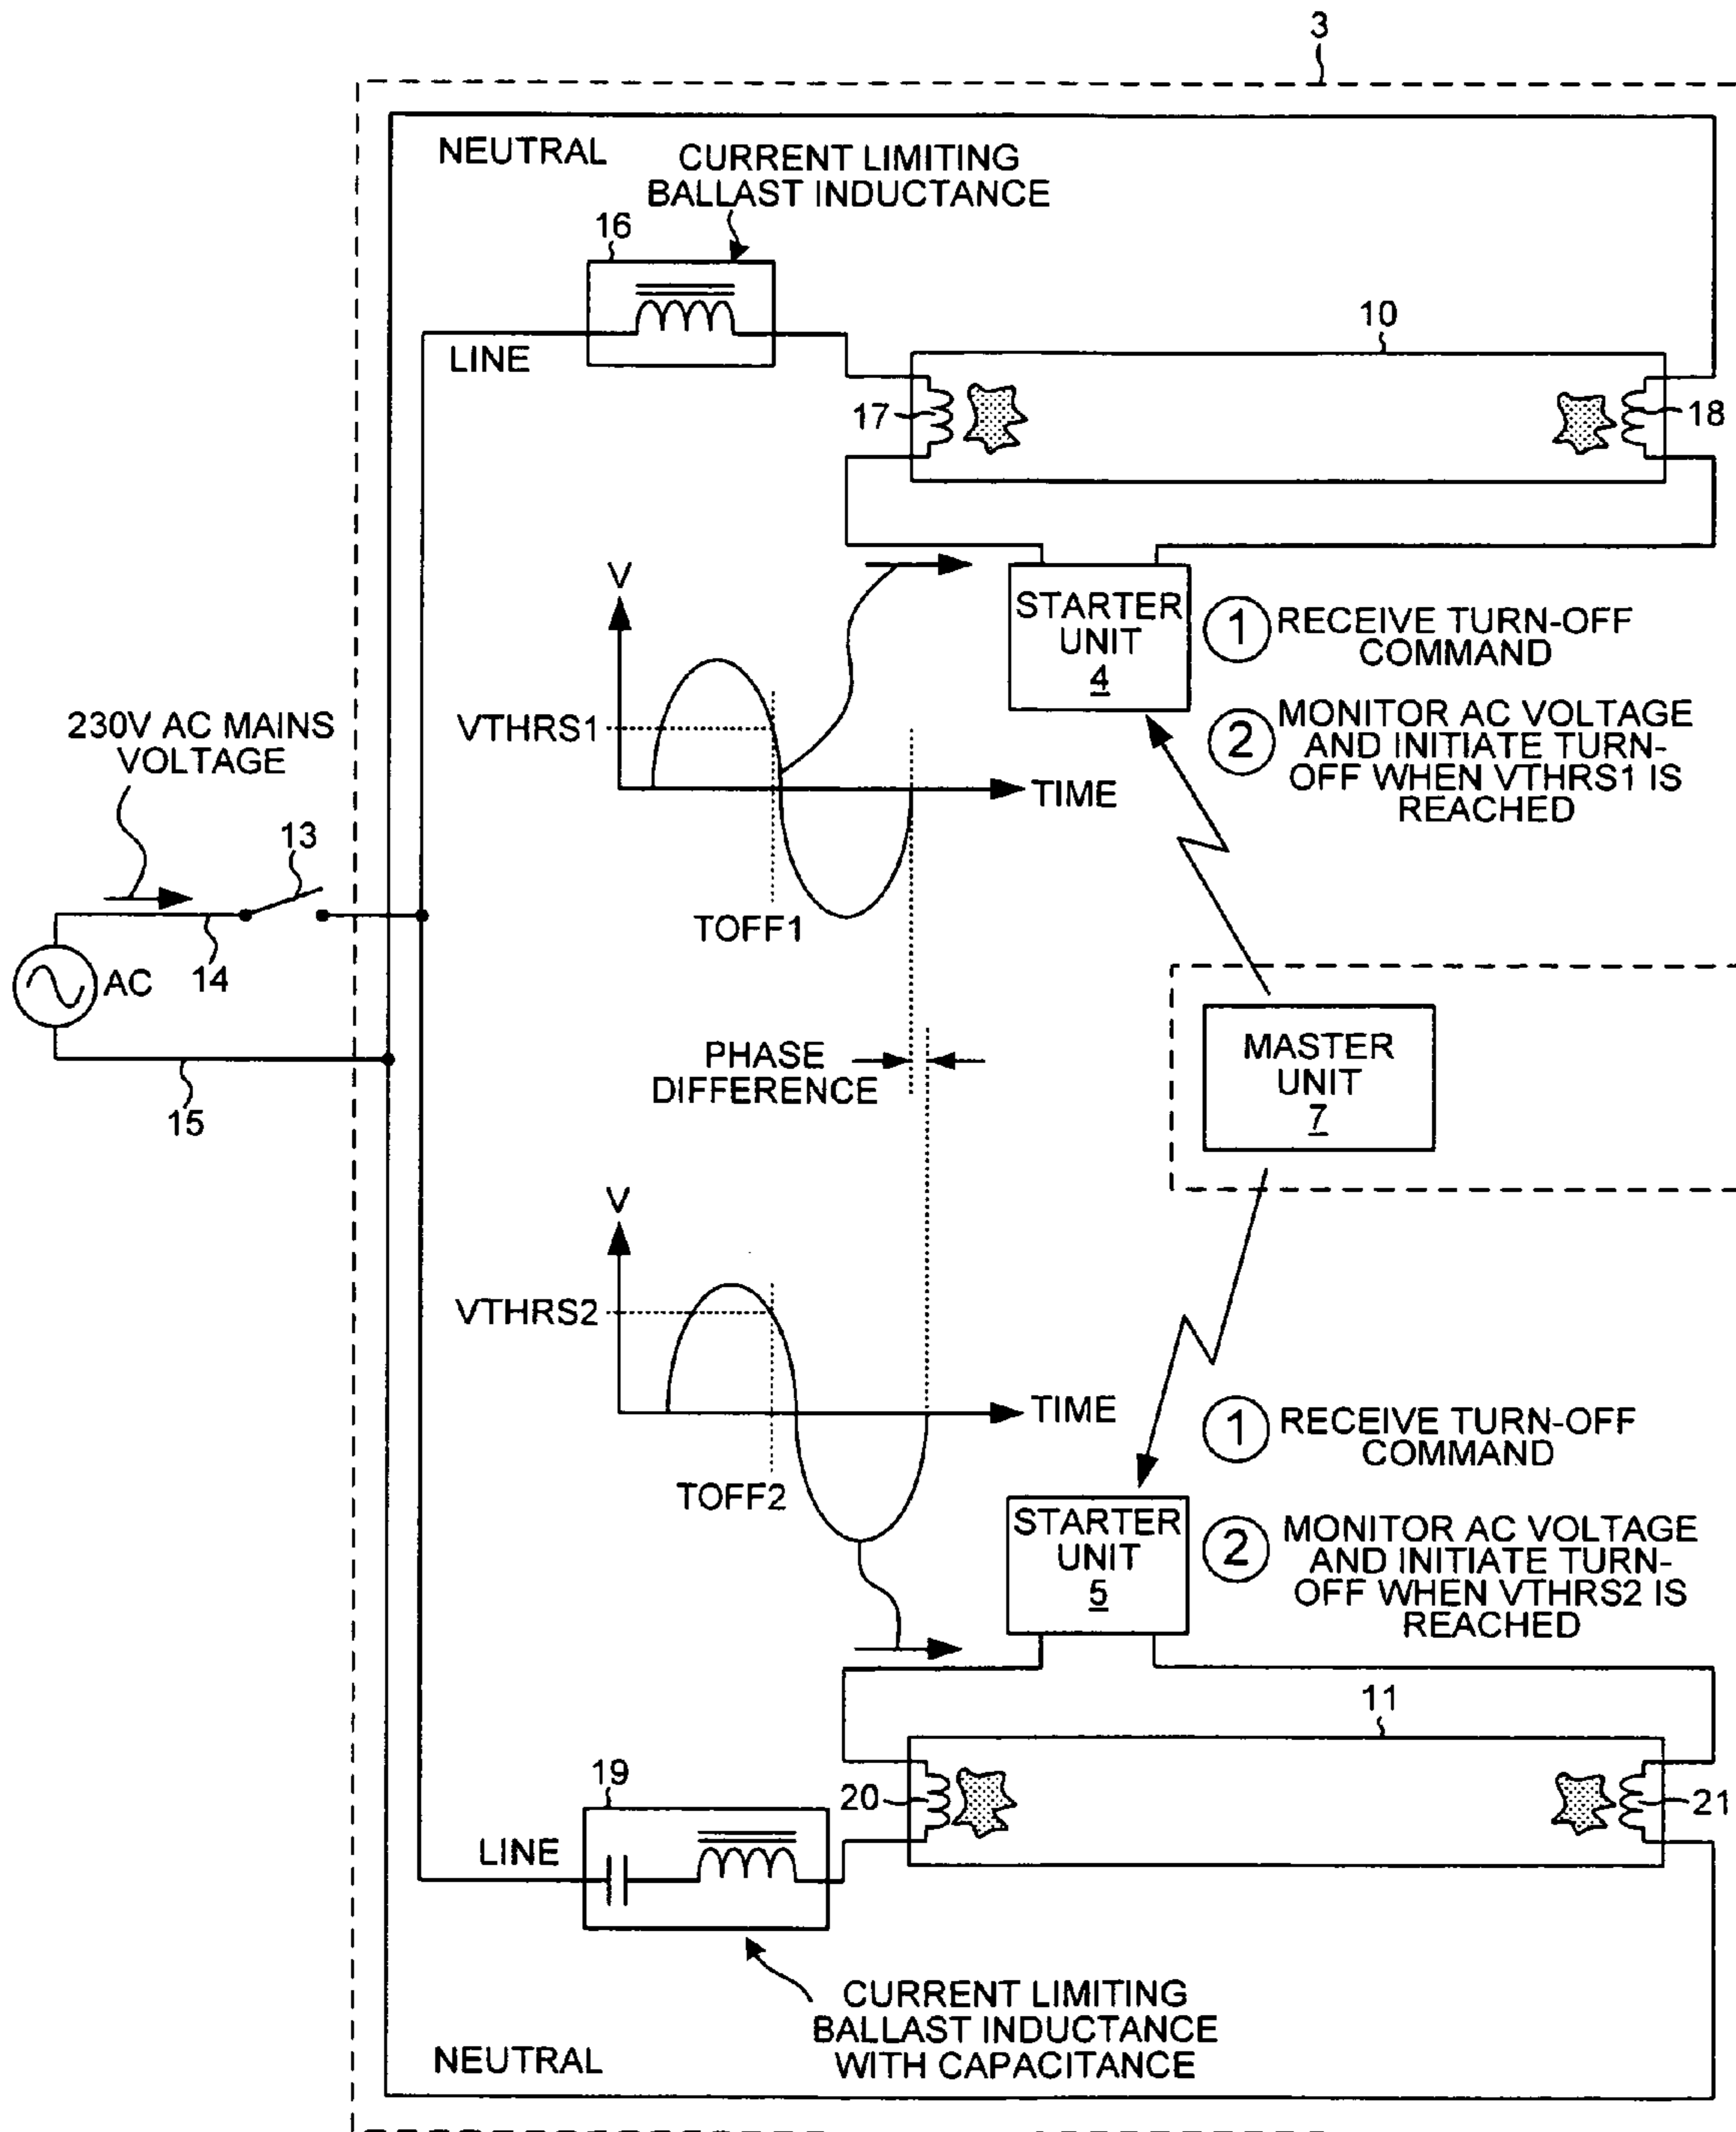 3
NEUTRAL
CURRENT LIMITING
BALLAST INDUCTANCE
16
LINE
10
17
18
V
STARTER
UNIT
4
1 RECEIVE TURN-OFF
COMMAND
2 MONITOR AC VOLTAGE
AND INITIATE TURN-
OFF WHEN VTHRS1 IS
REACHED
VTHRS1
TIME
TOFF1
230V AC MAINS
VOLTAGE
13
14
AC
15
PHASE
DIFFERENCE
MASTER
UNIT
7
V
VTHRS2
TIME
TOFF2
1 RECEIVE TURN-OFF
COMMAND
STARTER
UNIT
5
2 MONITOR AC VOLTAGE
AND INITIATE TURN-
OFF WHEN VTHRS2 IS
REACHED
11
19
20
21
LINE
CURRENT LIMITING
BALLAST INDUCTANCE
WITH CAPACITANCE
NEUTRAL